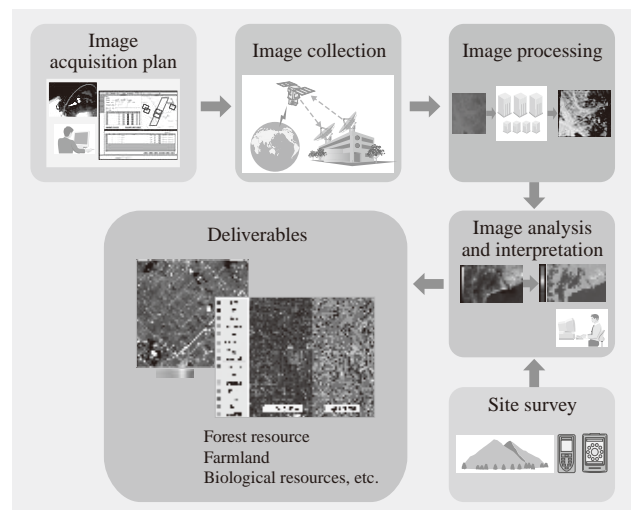 Image
acquisition plan
Image collection
Image processing
Image analysis
and interpretation
Site survey
Deliverables
Forest resource
Farmland
Biological resources, etc.